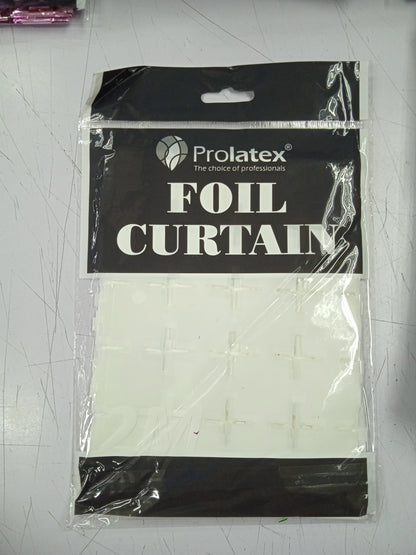 Prolatex®
The choice of professionals
FOIL
CURTAIN